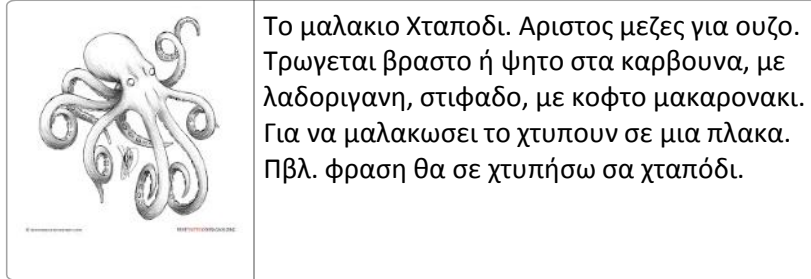 Το μαλακιο Χταποδι. Αριστος μεζες για ουζο.
Τρωγεται βραστο ή ψητο στα καρβουνα, με
λαδοριγανη, στιφαδο, με κοφτο μακαρονακι.
Για να μαλακωσει το χτυπουν σε μια πλακα.
Πβλ. φραση θα σε χτυπήσω σα χταπόδι.